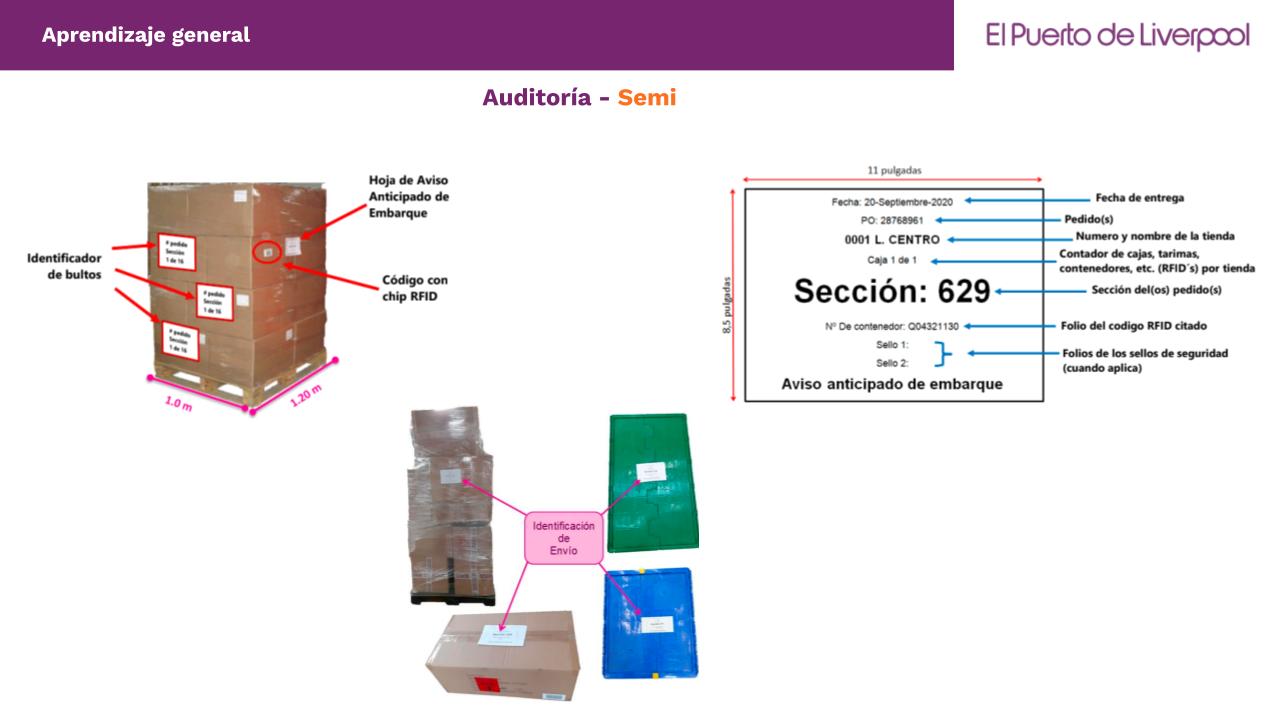 Aprendizaje general
El Puerto de Liverpool
Auditoría - Semi
Hoja de Aviso
Anticipado de
Embarque
Identificador
de bultos
# pedido
Sección
1 de 16
# pedido
Sección
1 de 16
# pedido
Sección
1 de 16
Código con
chip RFID
1.0 m
1.20 m
11 pulgadas
8,5 pulgadas
Fecha: 20-Septiembre-2020
Fecha de entrega
PO: 28768961
Pedido(s)
0001 L. CENTRO
Numero y nombre de la tienda
Caja 1 de 1
Contador de cajas, tarimas,
contenedores, etc. (RFID´s) por tienda
Sección: 629
Sección del(os) pedido(s)
Nº De contenedor: Q04321130
Folio del codigo RFID citado
Sello 1:
Sello 2:
Folios de los sellos de seguridad
(cuando aplica)
Aviso anticipado de embarque
Identificación
de
Envío